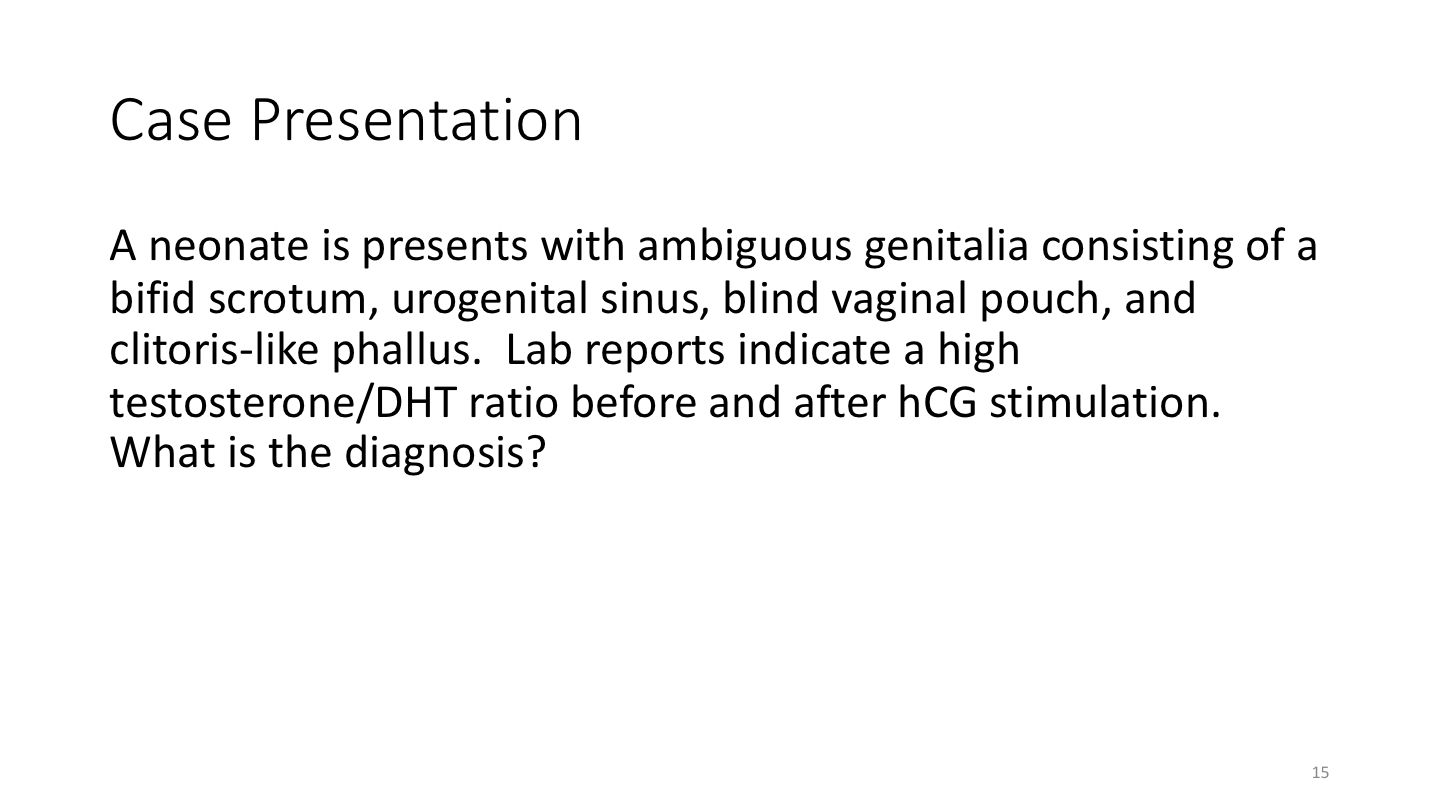 Case Presentation
A neonate is presents with ambiguous genitalia consisting of a
bifid scrotum, urogenital sinus, blind vaginal pouch, and
clitoris-like phallus.  Lab reports indicate a high
testosterone/DHT ratio before and after hCG stimulation.
What is the diagnosis?
15